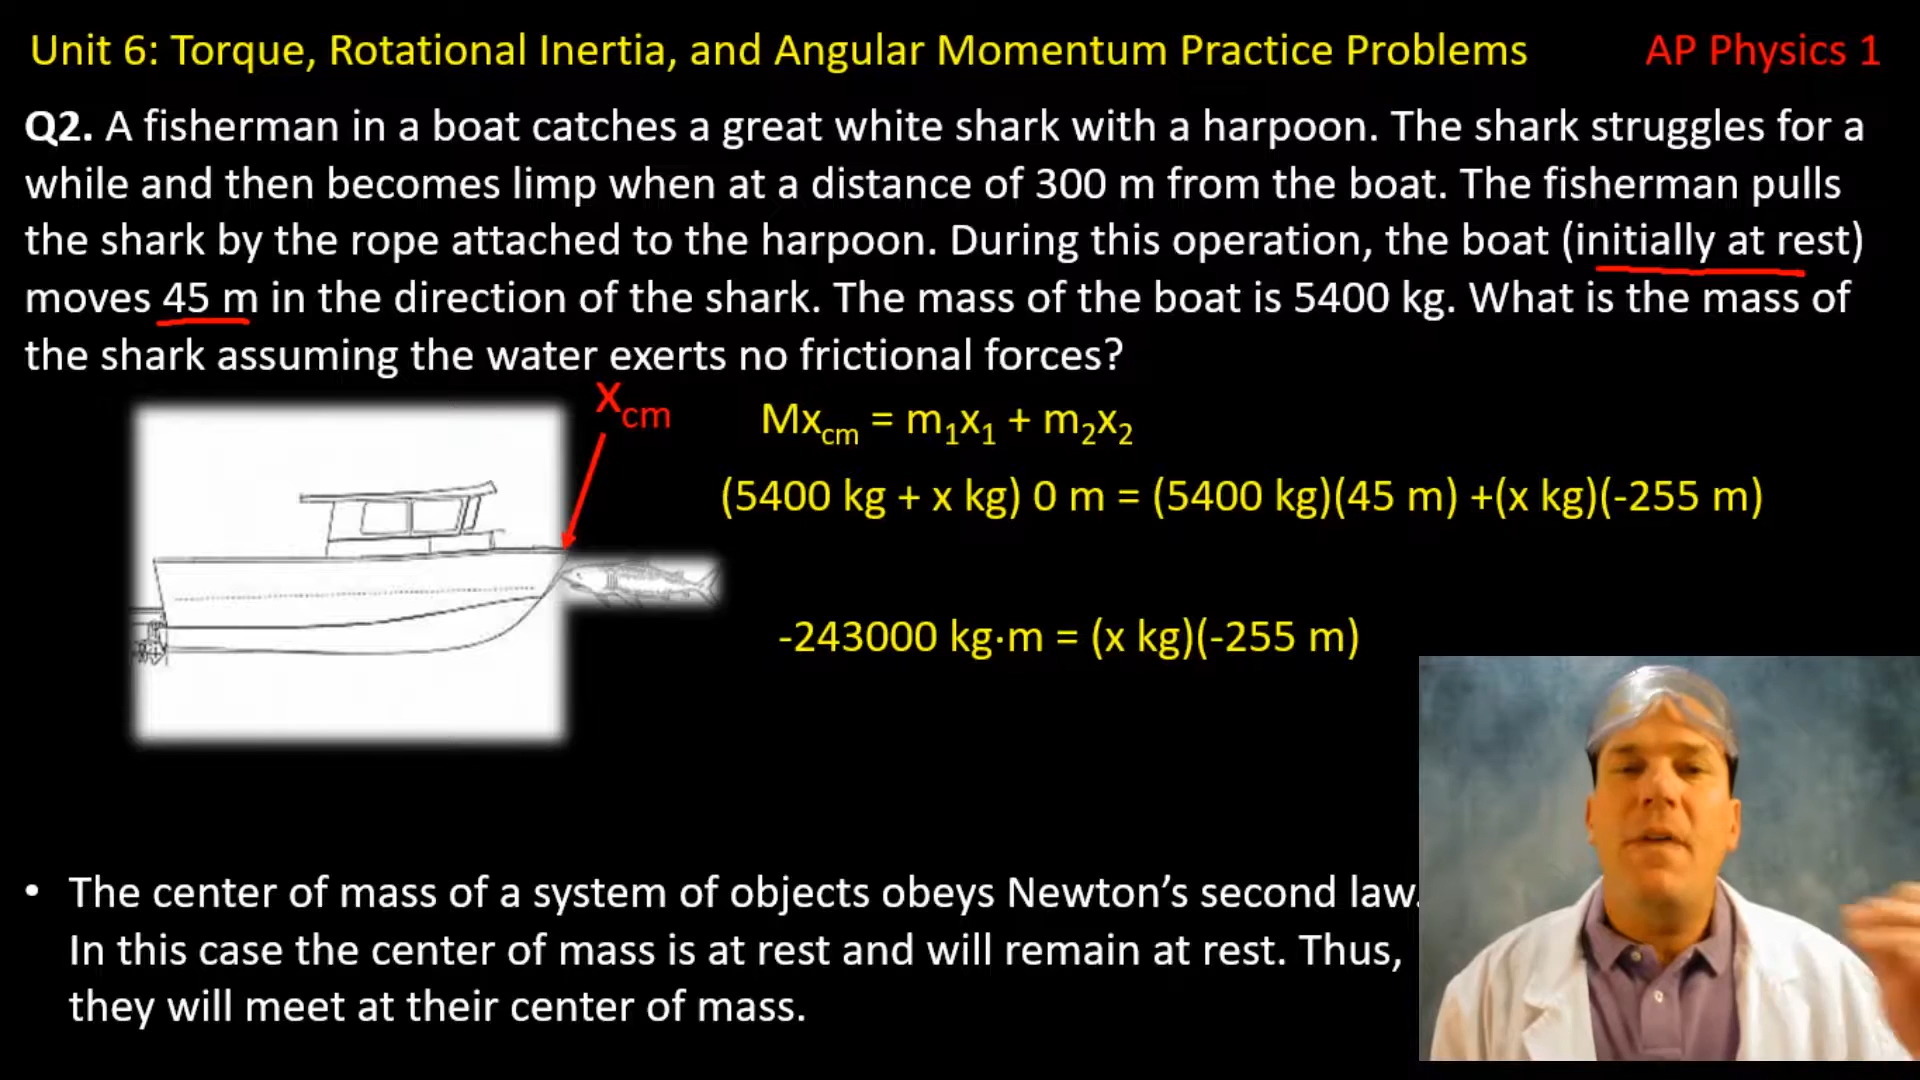 Unit 6: Torque, Rotational Inertia, and Angular Momentum Practice Problems
AP Physics 1
Q2. A fisherman in a boat catches a great white shark with a harpoon. The shark struggles for a
while and then becomes limp when at a distance of 300 m from the boat. The fisherman pulls
the shark by the rope attached to the harpoon. During this operation, the boat (initially at rest)
moves 45 m in the direction of the shark. The mass of the boat is 5400 kg. What is the mass of
the shark assuming the water exerts no frictional forces?
xcm
Mxcm = m₁x₁ + m₂x₂
(5400 kg + x kg) 0 m = (5400 kg)(45 m) +(x kg)(-255 m)
-243000 kg·m = (x kg)(-255 m)
• The center of mass of a system of objects obeys Newton’s second law.
In this case the center of mass is at rest and will remain at rest. Thus,
they will meet at their center of mass.